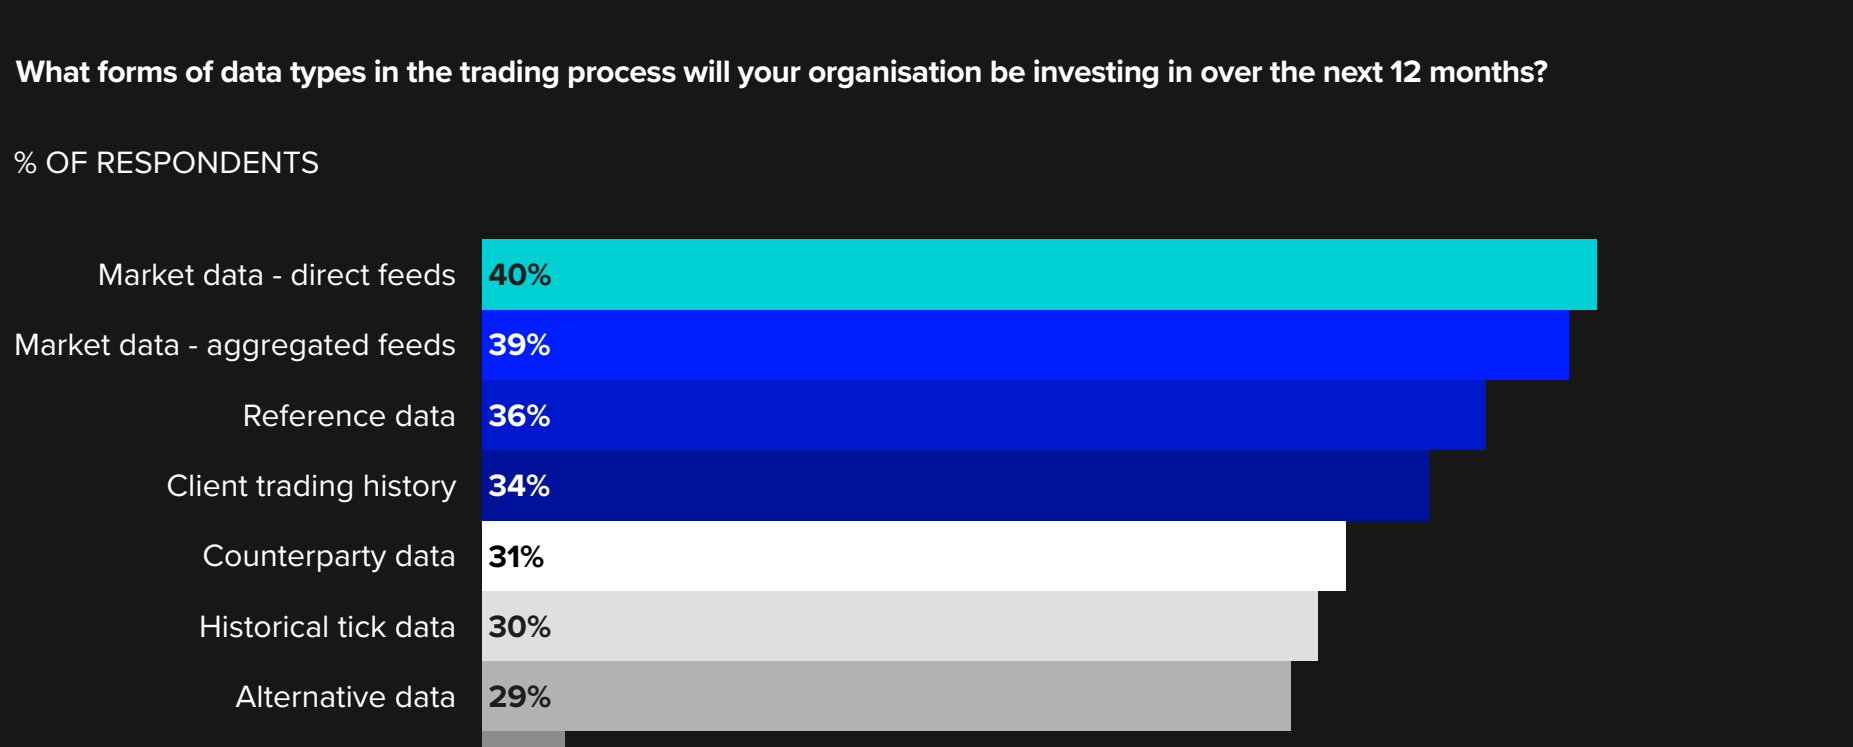 What forms of data types in the trading process will your organisation be investing in over the next 12 months?
% OF RESPONDENTS
Market data - direct feeds 40%
Market data - aggregated feeds 39%
Reference data 36%
Client trading history 34%
Counterparty data 31%
Historical tick data 30%
Alternative data 29%